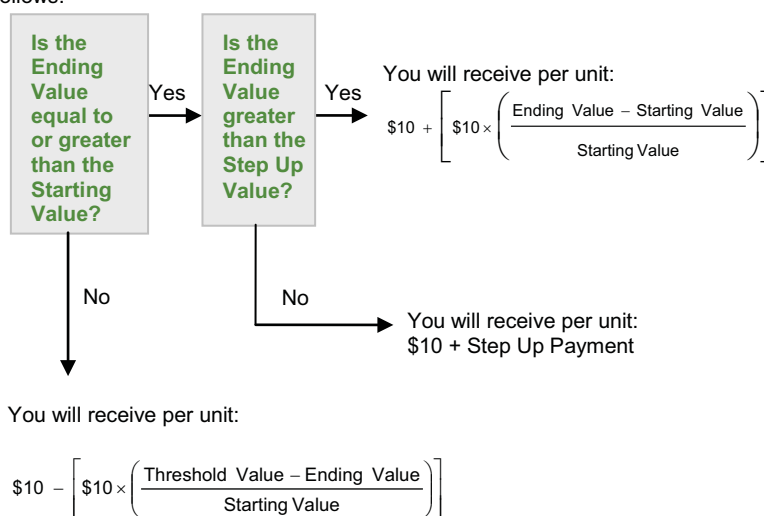 ollows:
Is the
Ending
Value
equal to
or greater
than the
Starting
Value?
Yes
Is the
Ending
Value
greater
than the
Step Up
Value?
Yes
You will receive per unit:
$10 + [ $10 × ( Ending Value – Starting Value
Starting Value ) ]
No
No
You will receive per unit:
$10 + Step Up Payment
You will receive per unit:
$10 – [ $10 × ( Threshold Value – Ending Value
Starting Value ) ]